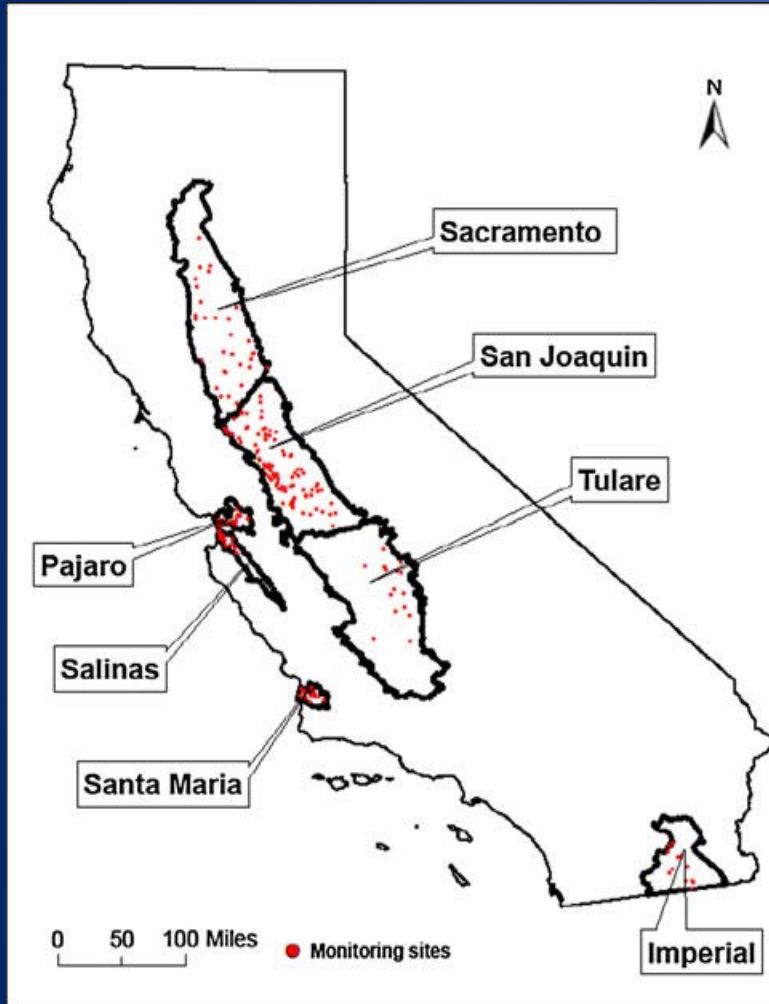 N
Sacramento
San Joaquin
Tulare
Pajaro
Salinas
Santa Maria
Imperial
0 50 100 Miles
Monitoring sites